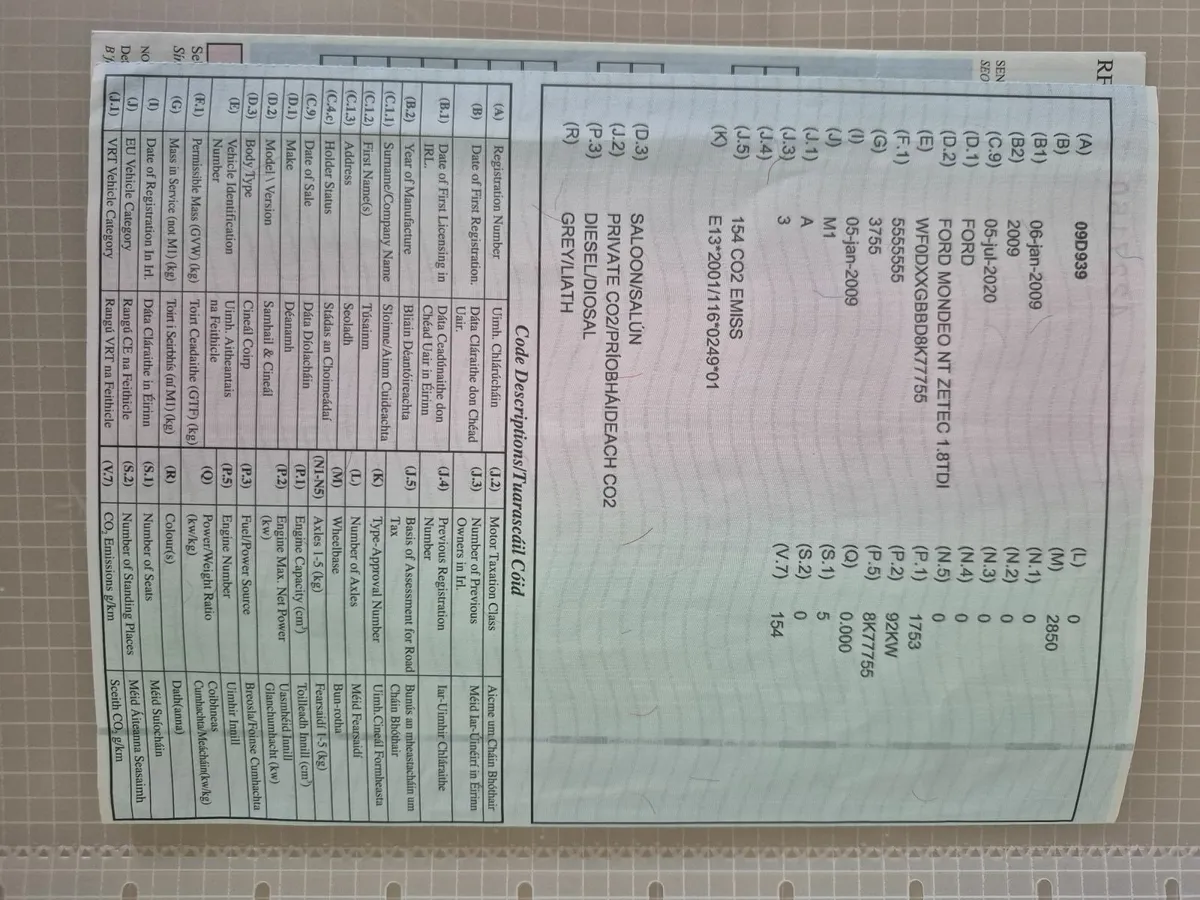 RF
SEN
SEO
(A) 09D939 (L) 0
(B) (M) 2850
(B1) 06-jan-2009 (N.1) 0
(B2) 2009 (N.2) 0
(C.9) 05-jul-2020 (N.3) 0
(D.1) FORD (N.4) 0
(D.2) FORD MONDEO NT ZETEC 1.8TDI (N.5) 0
(E) WF0DXXGBBD8K77755 (P.1) 1753
(F.1) 5555555 (P.2) 92KW
(G) 3755 (P.5) 8K77755
(I) 05-jan-2009 (Q) 0.000
(J) M1 (S.1) 5
(J.1) A (S.2) 0
(J.3) 3 (V.7) 154
(J.4)
(J.5) 154 CO2 EMISS
(K) E13*2001/116*0249*01
(D.3) SALOON/SALÚN
(J.2) PRIVATE CO2/PRÍOBHÁIDEACH CO2
(P.3) DIESEL/DIOSAL
(R) GREY/LIATH
Code Descriptions/Tuarascáil Cóid
(A) Registration Number Uimh. Chlárúcháin (J.2) Motor Taxation Class Aicme um Cháin Bhóthair
(B) Date of First Registration. Dáta Cláraithe don Chéad Uair. (J.3) Number of Previous Owners in Irl. Méid Iar-Úinéirí in Éirinn
(B.1) Date of First Licensing in IRL. Dáta Ceadúnaithe don Chéad Uair in Éirinn (J.4) Previous Registration Number Iar-Uimhir Chláraithe
(B.2) Year of Manufacture Bliain Déantóireachta (J.5) Basis of Assessment for Road Tax Bunús an mheastacháin um Cháin Bhóthair
(C.1.1) Surname/Company Name Sloinne/Ainm Cuideachta (K) Type-Approval Number Uimh.Cineál Formheasta
(C.1.2) First Name(s) Túsainm (L) Number of Axles Méid Fearsaidí
(C.1.3) Address Seoladh (M) Wheelbase Bun-rotha
(C.4.c) Holder Status Stádas an Choimeádaí (N1-N5) Axles 1-5 (kg) Fearsaidí 1-5 (kg)
(C.9) Date of Sale Dáta Díolacháin (P.1) Engine Capacity (cm³) Toilleadh Innill (cm³)
(D.1) Make Déanamh (P.2) Engine Max. Net Power (kw) Uasmhéid Innill Glanchumhacht (kw)
(D.2) Model \ Version Samhail & Cineál
(D.3) Body Type Cineál Coirp (P.3) Fuel/Power Source Breosla/Foinse Cumhachta
(E) Vehicle Identification Number Uimh. Aitheantais na Feithicle (P.5) Engine Number Uimhir Innill
(F.1) Permissible Mass (GVW) (kg) Toirt Ceadaithe (GTF) (kg) (Q) Power/Weight Ratio (kw/kg) Coibhneas Cumhachta/Meácháin(kw/kg)
(G) Mass in Service (not M1) (kg) Toirt i Seirbhís (ní M1) (kg) (R) Colour(s) Dath(anna)
(I) Date of Registration In Irl. Dáta Cláraithe in Éirinn (S.1) Number of Seats Méid Suíocháin
(J) EU Vehicle Category Rangú CE na Feithicle (S.2) Number of Standing Places Méid Áiteanna Seasaimh
(J.1) VRT Vehicle Category Rangú VRT na Feithicle (V.7) CO₂ Emissions g/km Sceith CO₂ g/km